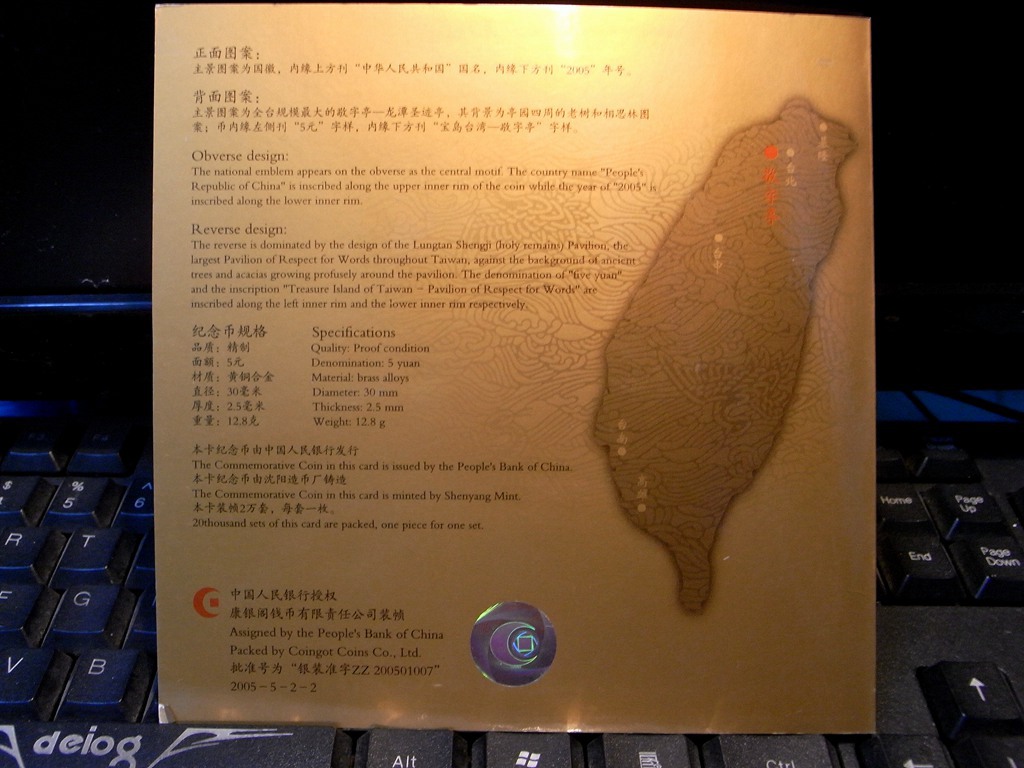 正面图案：
主景图案为国徽，内缘上方刊“中华人民共和国”国名，内缘下方刊“2005”年号。
背面图案：
主景图案为全台规模最大的敬字亭—龙潭圣迹亭，其背景为亭园四周的老树和相思林图
案；币内缘左侧刊“5元”字样，内缘下方刊“宝岛台湾—敬字亭”字样。
Obverse design:
The national emblem appears on the obverse as the central motif. The country name "People's
Republic of China" is inscribed along the upper inner rim of the coin while the year of "2005" is
inscribed along the lower inner rim.
Reverse design:
The reverse is dominated by the design of the Lungtan Shengji (holy remains) Pavilion, the
largest Pavilion of Respect for Words throughout Taiwan, against the background of ancient
trees and acacias growing profusely around the pavilion. The denomination of "five yuan"
and the inscription "Treasure Island of Taiwan - Pavilion of Respect for Words" are
inscribed along the left inner rim and the lower inner rim respectively.
纪念币规格 Specifications
品质：精制 Quality: Proof condition
面额：5元 Denomination: 5 yuan
材质：黄铜合金 Material: brass alloys
直径：30毫米 Diameter: 30 mm
厚度：2.5毫米 Thickness: 2.5 mm
重量：12.8克 Weight: 12.8 g
本卡纪念币由中国人民银行发行
The Commemorative Coin in this card is issued by the People's Bank of China.
本卡纪念币由沈阳造币厂铸造
The Commemorative Coin in this card is minted by Shenyang Mint.
本卡装帧2万套，每套一枚。
20thousand sets of this card are packed, one piece for one set.
中国人民银行授权
康银阁钱币有限责任公司装帧
Assigned by the People's Bank of China
Packed by Coingot Coins Co., Ltd.
批准号为“银装准字ZZ 200501007”
2005-5-2-2
基隆
台北
台中
高雄
F3 F4
$ % ^
5 6
R T
F G
V B
Home Page Up
End Page Down
deiog
Alt
Ctrl